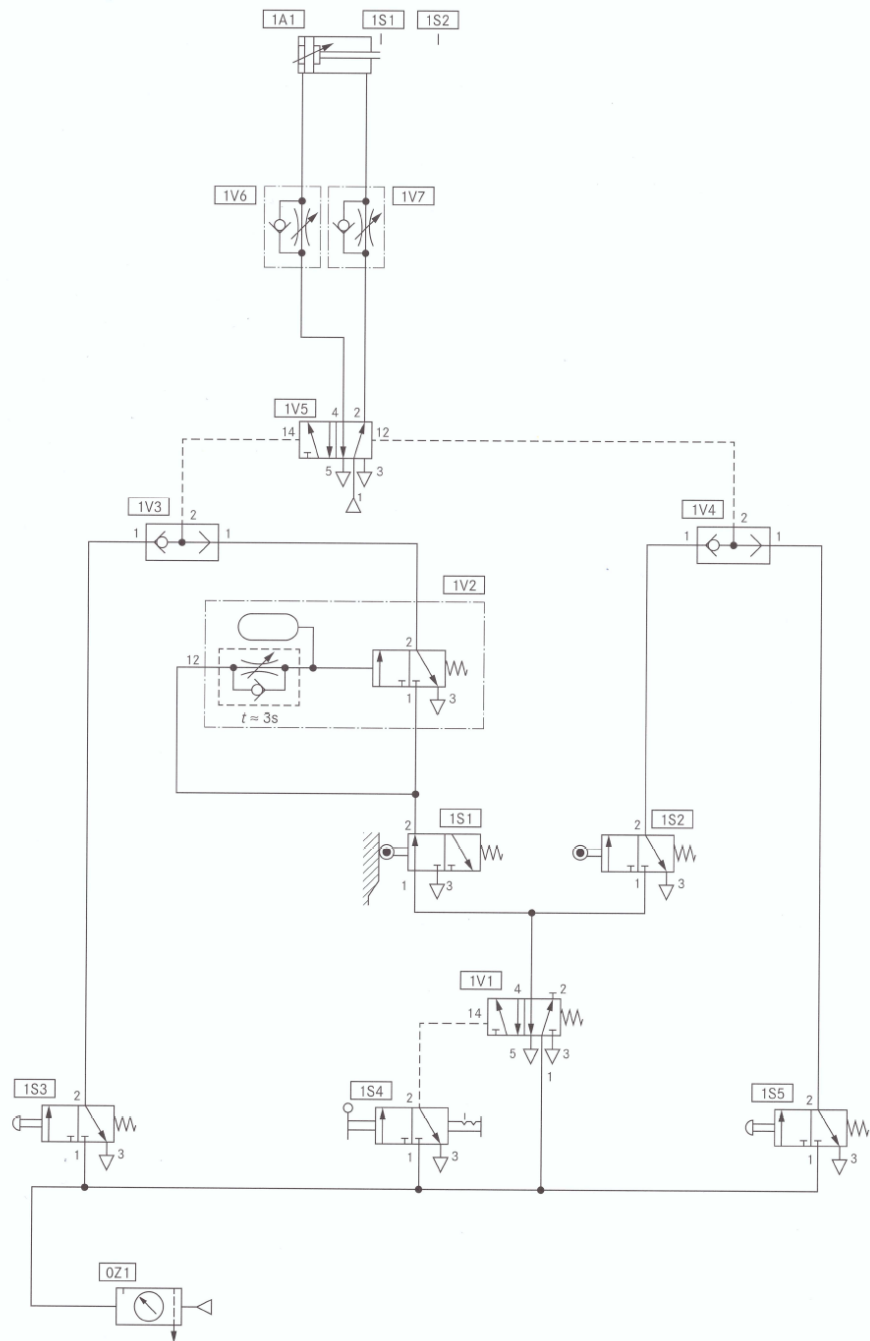 1A1 1S1 1S2
1V6 1V7
1V5 4 2
14 12
5 3
1
1V3 2 1V4 2
1 1 1 1
1V2
2
12
1 3
t ≈ 3s
2 1S1 2 1S2
1 3 1 3
1V1 4 2
14
5 3
1
1S3 2 1S4 2 1S5 2
1 3 1 3 1 3
0Z1